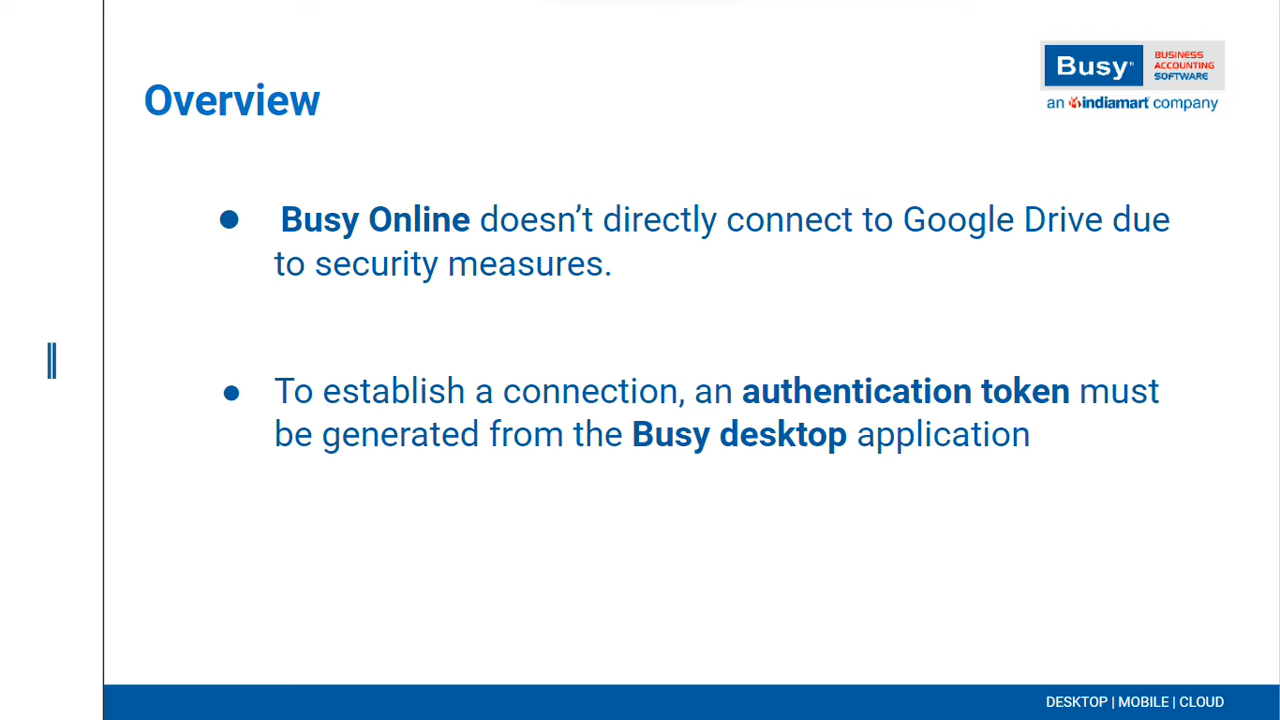 Busy
BUSINESS
ACCOUNTING
SOFTWARE
an indiamart company
Overview
● Busy Online doesn’t directly connect to Google Drive due
to security measures.
● To establish a connection, an authentication token must
be generated from the Busy desktop application
DESKTOP | MOBILE | CLOUD